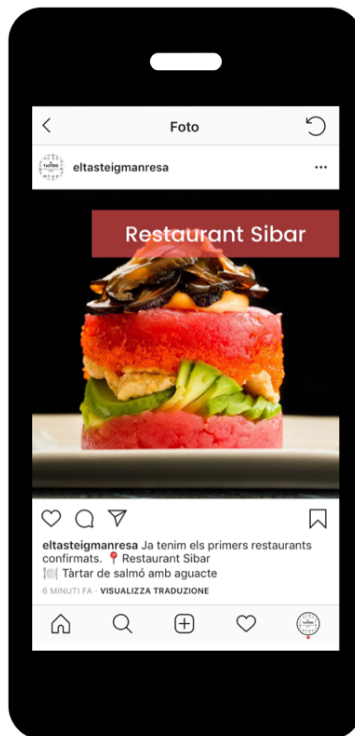 Foto
eltasteigmanresa
Restaurant Sibar
eltasteigmanresa Ja tenim els primers restaurants
confirmats. 📍 Restaurant Sibar
🍽️ Tàrtar de salmó amb aguacte
6 MINUTI FA · VISUALIZZA TRADUZIONE